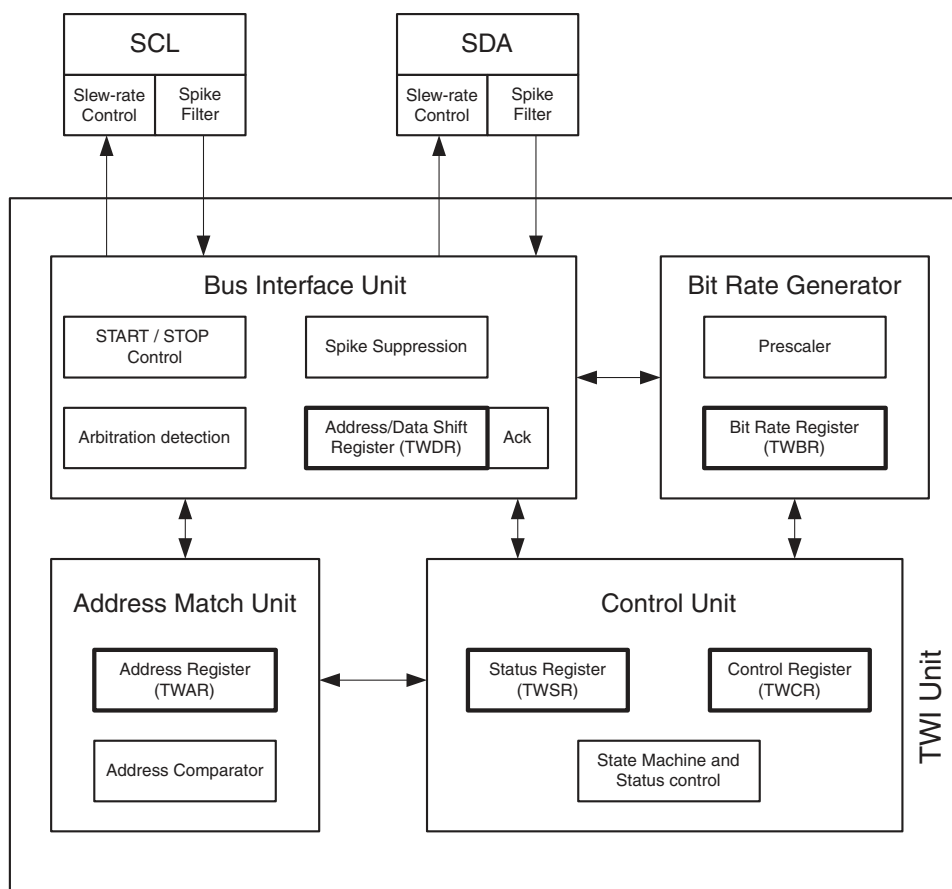 SCL
Slew-rate
Control
Spike
Filter
SDA
Slew-rate
Control
Spike
Filter
Bus Interface Unit
START / STOP
Control
Spike Suppression
Arbitration detection
Address/Data Shift
Register (TWDR)
Ack
Bit Rate Generator
Prescaler
Bit Rate Register
(TWBR)
Address Match Unit
Address Register
(TWAR)
Address Comparator
Control Unit
Status Register
(TWSR)
Control Register
(TWCR)
State Machine and
Status control
TWI Unit